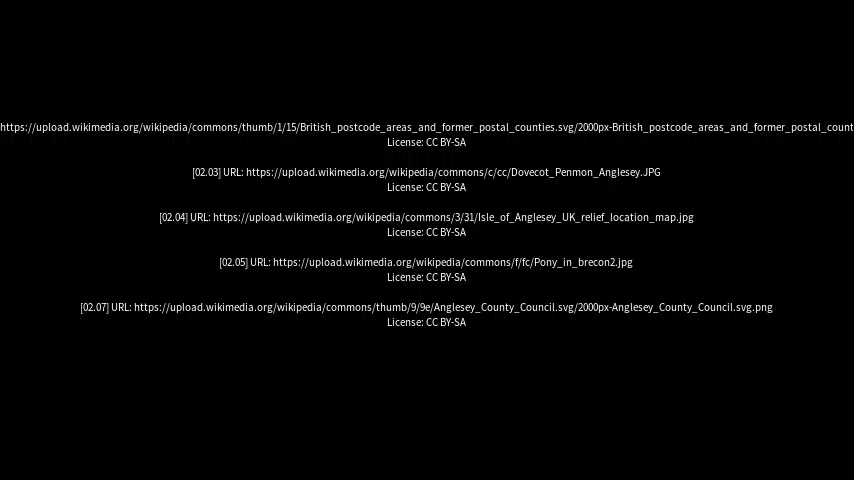 https://upload.wikimedia.org/wikipedia/commons/thumb/1/15/British_postcode_areas_and_former_postal_counties.svg/2000px-British_postcode_areas_and_former_postal_count
License: CC BY-SA
[02.03] URL: https://upload.wikimedia.org/wikipedia/commons/c/cc/Dovecot_Penmon_Anglesey.JPG
License: CC BY-SA
[02.04] URL: https://upload.wikimedia.org/wikipedia/commons/3/31/Isle_of_Anglesey_UK_relief_location_map.jpg
License: CC BY-SA
[02.05] URL: https://upload.wikimedia.org/wikipedia/commons/f/fc/Pony_in_brecon2.jpg
License: CC BY-SA
[02.07] URL: https://upload.wikimedia.org/wikipedia/commons/thumb/9/9e/Anglesey_County_Council.svg/2000px-Anglesey_County_Council.svg.png
License: CC BY-SA